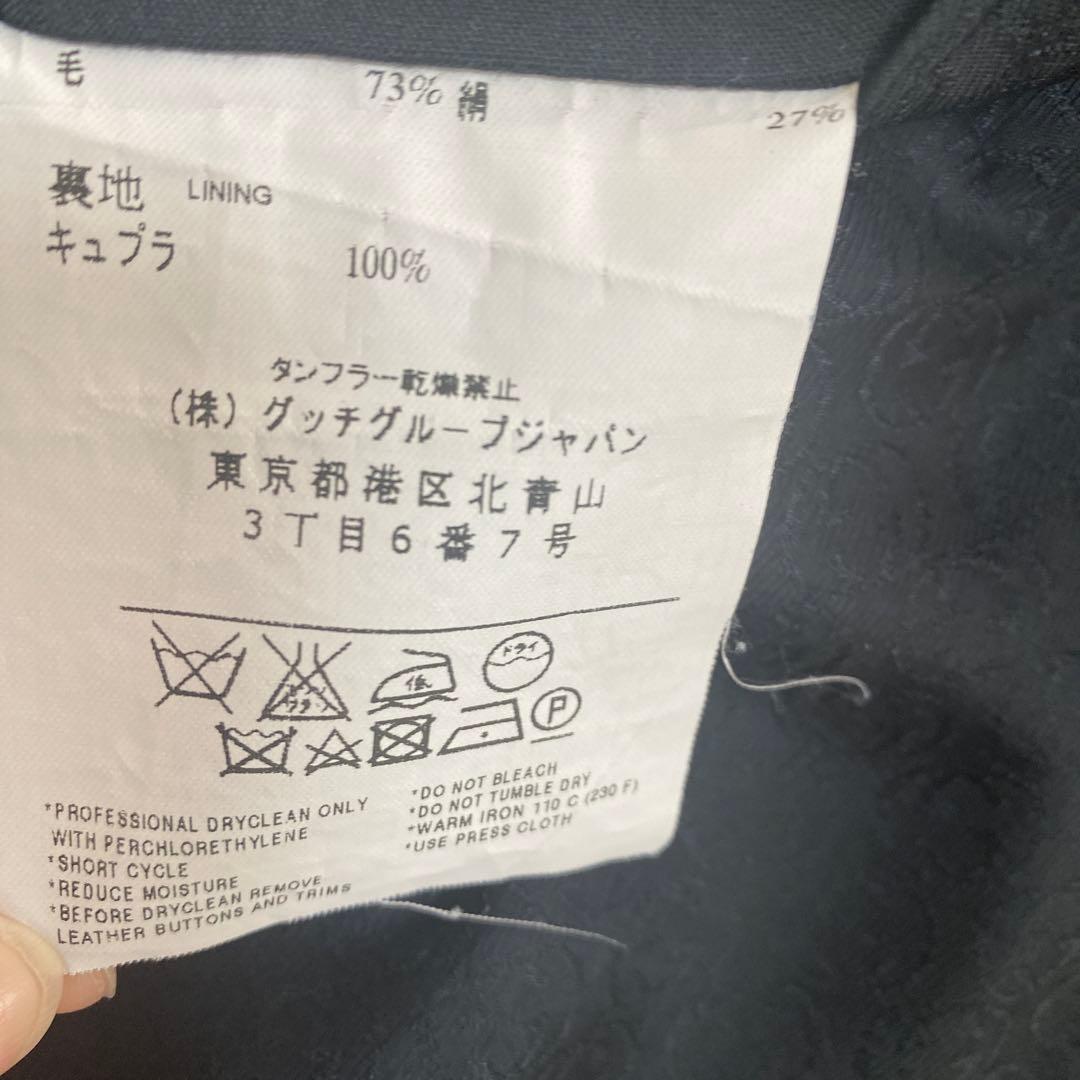 毛 73% 絹 27%
裏地 LINING
キュプラ 100%
タンブラー乾燥禁止
(株)グッチグループジャパン
東京都港区北青山
3丁目6番7号
ドライ
低
P
*PROFESSIONAL DRYCLEAN ONLY
WITH PERCHLORETHYLENE
*SHORT CYCLE
*REDUCE MOISTURE
*BEFORE DRYCLEAN REMOVE
LEATHER BUTTONS AND TRIMS
*DO NOT BLEACH
*DO NOT TUMBLE DRY
*WARM IRON 110 C (230 F)
*USE PRESS CLOTH